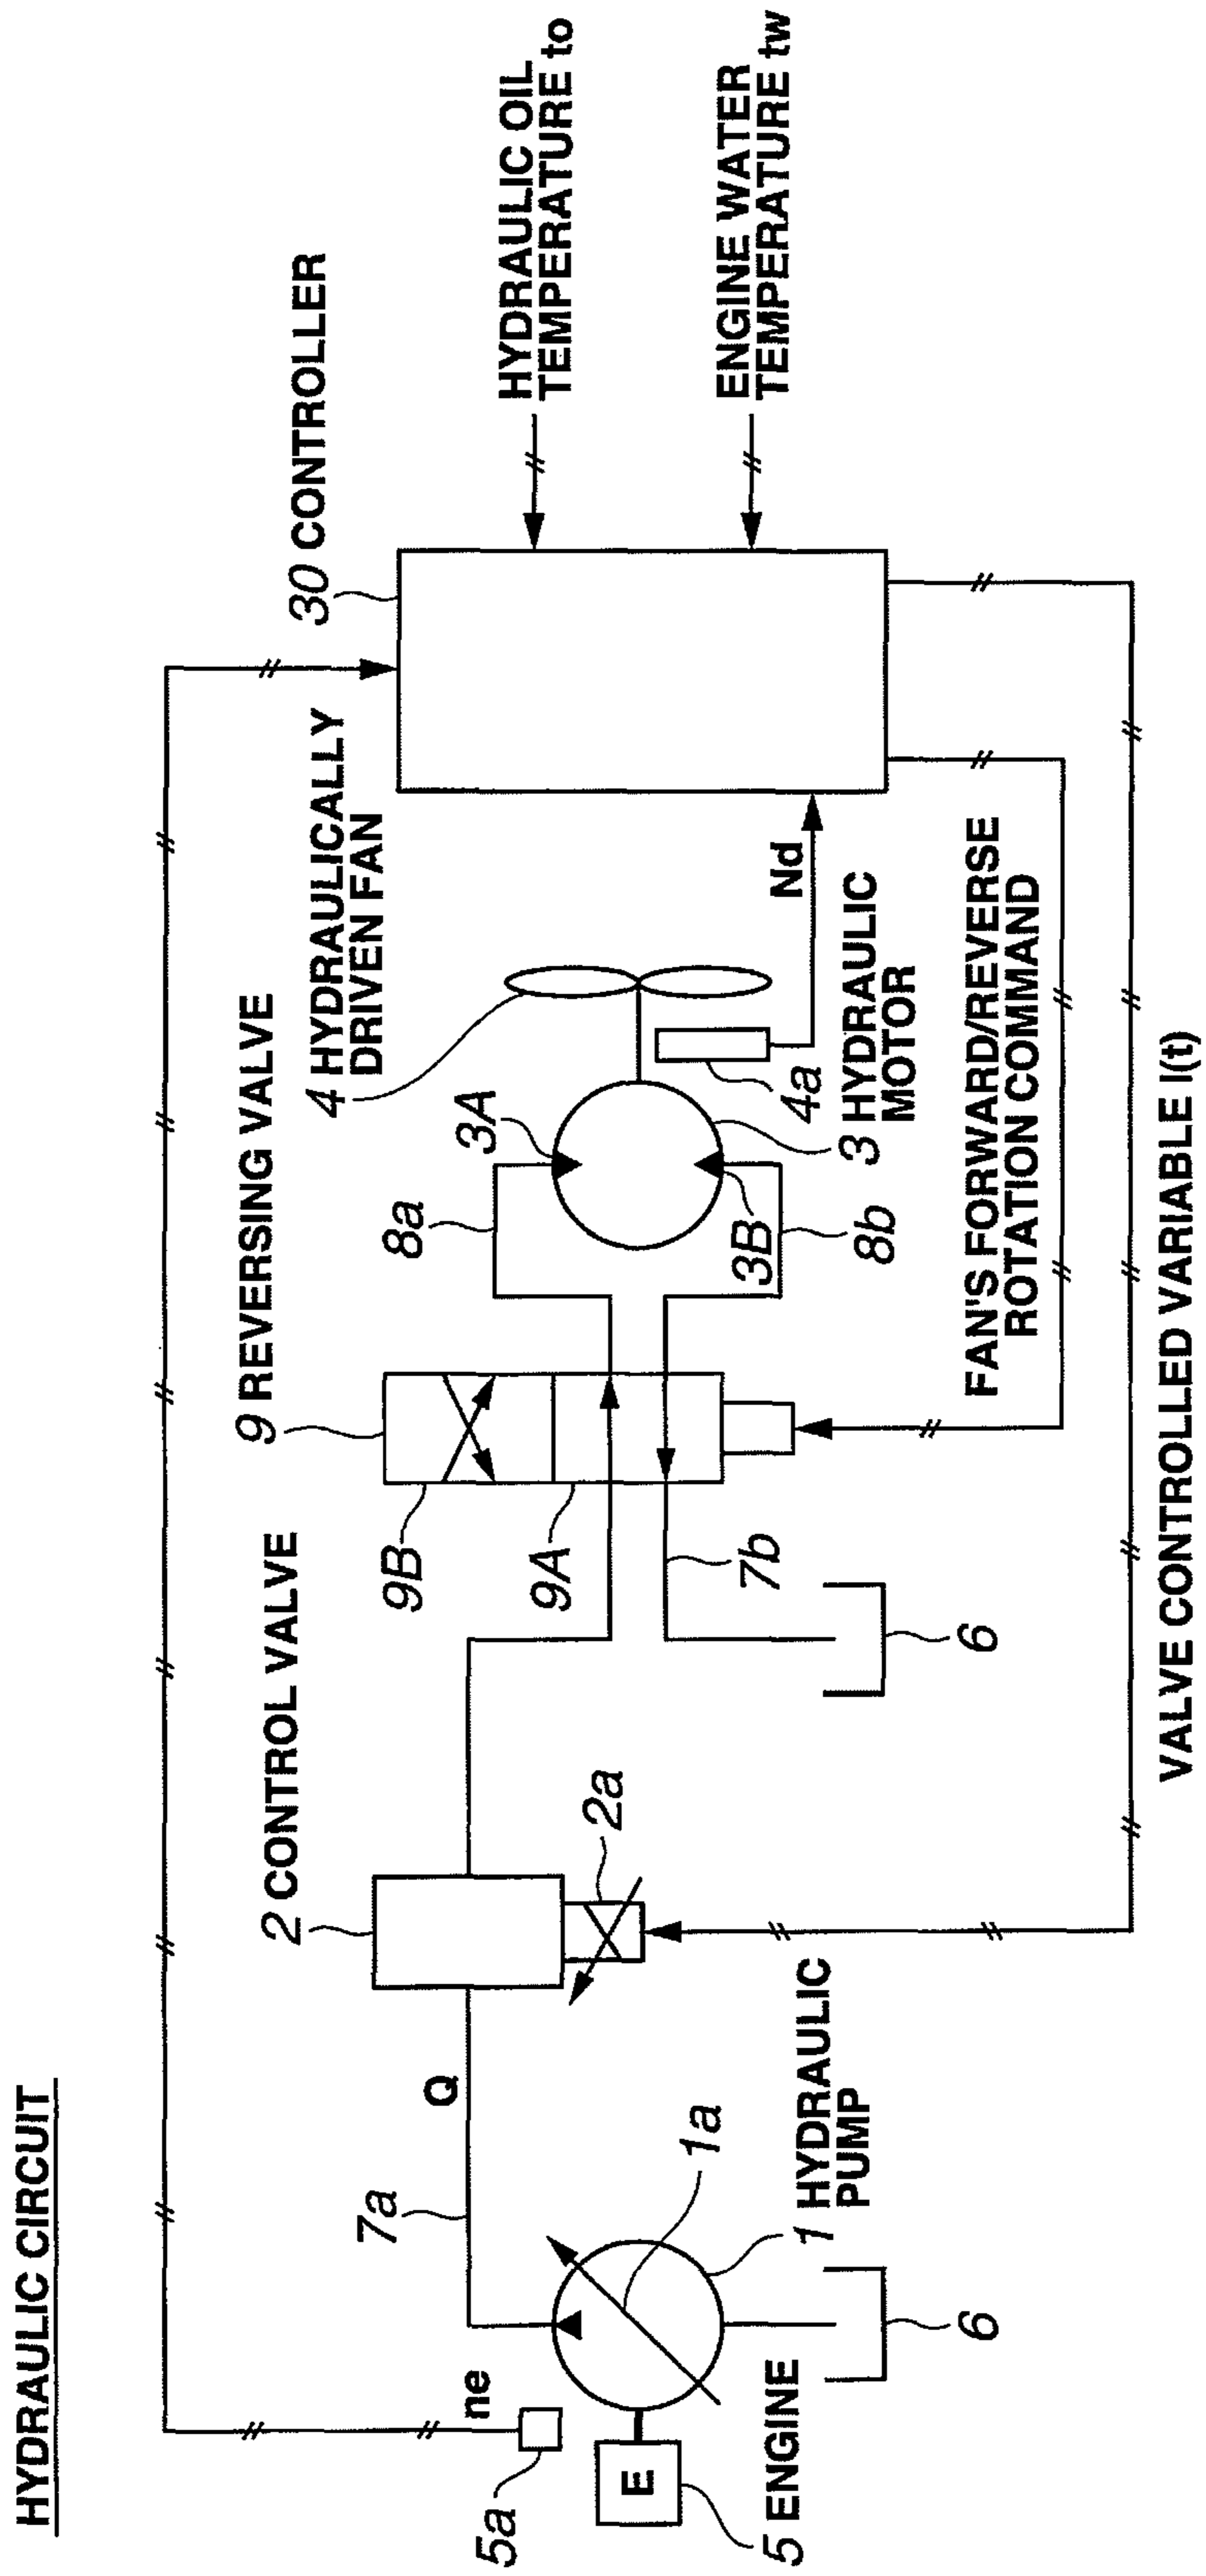 HYDRAULIC CIRCUIT
30 CONTROLLER
HYDRAULIC OIL
TEMPERATURE to
ENGINE WATER
TEMPERATURE tw
4 HYDRAULICALLY
DRIVEN FAN
9 REVERSING VALVE
2 CONTROL VALVE
3A
8a
9B
9A
7a
Q
ne
5a
E
5 ENGINE
1a
1 HYDRAULIC
PUMP
6
2a
6
7b
3B
8b
4a
3 HYDRAULIC
MOTOR
Nd
FAN'S FORWARD/REVERSE
ROTATION COMMAND
VALVE CONTROLLED VARIABLE I(t)